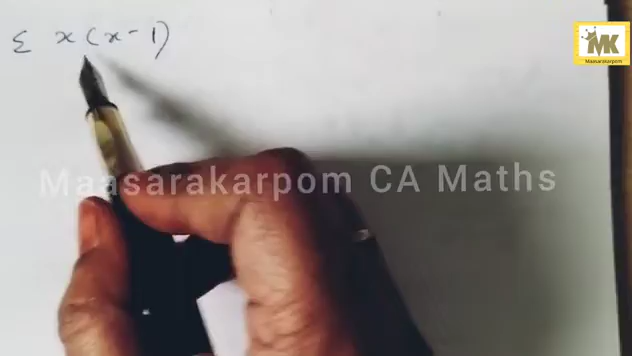 Σ x(x-1)
MK
Maasarakarpom
Maasarakarpom CA Maths